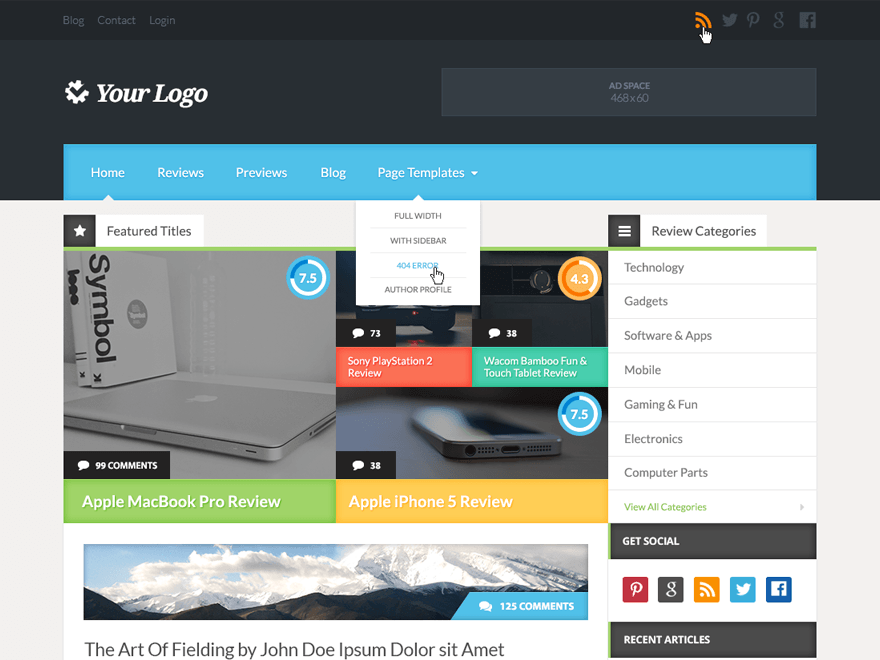 Blog Contact Login
Your Logo
AD SPACE
468x60
Home Reviews Previews Blog Page Templates
FULL WIDTH
WITH SIDEBAR
404 ERROR
AUTHOR PROFILE
Featured Titles
Review Categories
Symbol
logo
7.5
4.3
73
38
Sony PlayStation 2
Review
Wacom Bamboo Fun &
Touch Tablet Review
7.5
99 COMMENTS
38
Apple MacBook Pro Review
Apple iPhone 5 Review
Technology
Gadgets
Software & Apps
Mobile
Gaming & Fun
Electronics
Computer Parts
View All Categories
GET SOCIAL
RECENT ARTICLES
125 COMMENTS
The Art Of Fielding by John Doe Ipsum Dolor sit Amet